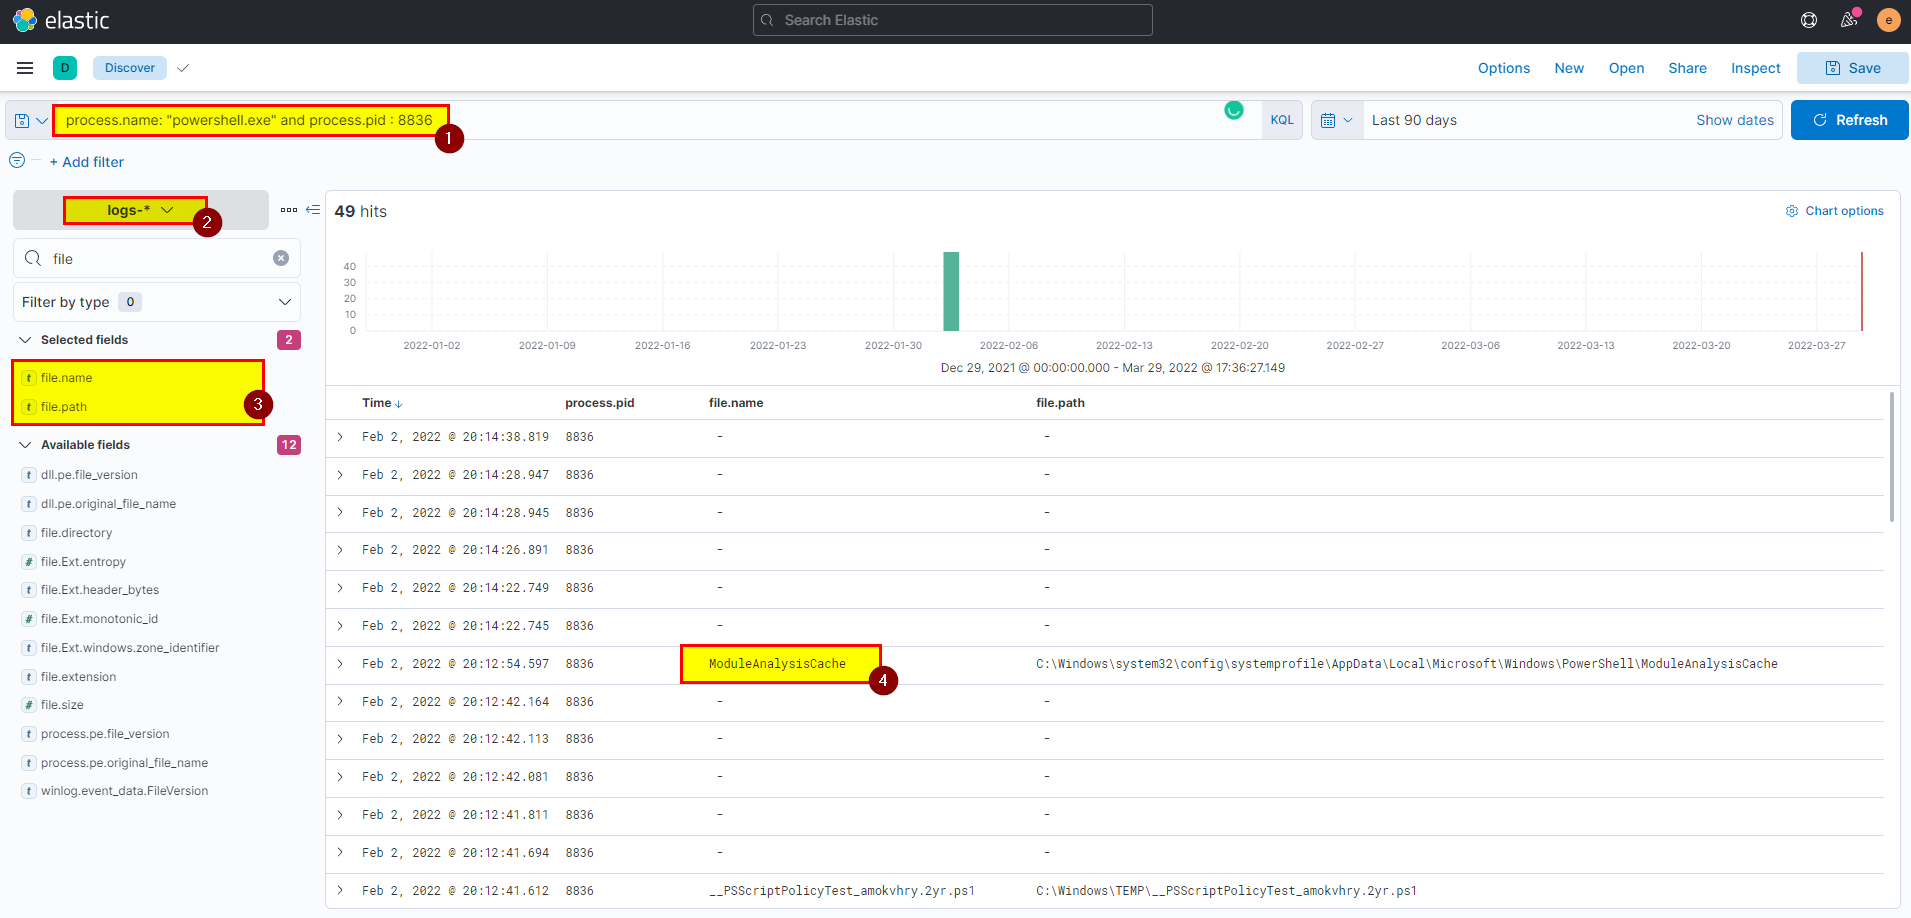 elastic
Search Elastic
e
D
Discover
Options New Open Share Inspect Save
process.name: "powershell.exe" and process.pid : 8836
1
KQL
Last 90 days
Show dates
Refresh
+ Add filter
logs-*
2
49 hits
Chart options
file
Filter by type 0
Selected fields 2
t file.name
t file.path
3
Available fields 12
t dll.pe.file_version
t dll.pe.original_file_name
t file.directory
# file.Ext.entropy
t file.Ext.header_bytes
# file.Ext.monotonic_id
t file.Ext.windows.zone_identifier
t file.extension
# file.size
t process.pe.file_version
t process.pe.original_file_name
t winlog.event_data.FileVersion
40
30
20
10
0
2022-01-02 2022-01-09 2022-01-16 2022-01-23 2022-01-30 2022-02-06 2022-02-13 2022-02-20 2022-02-27 2022-03-06 2022-03-13 2022-03-20 2022-03-27
Dec 29, 2021 @ 00:00:00.000 - Mar 29, 2022 @ 17:36:27.149
Time process.pid file.name file.path
Feb 2, 2022 @ 20:14:38.819 8836 - -
Feb 2, 2022 @ 20:14:28.947 8836 - -
Feb 2, 2022 @ 20:14:28.945 8836 - -
Feb 2, 2022 @ 20:14:26.891 8836 - -
Feb 2, 2022 @ 20:14:22.749 8836 - -
Feb 2, 2022 @ 20:14:22.745 8836 - -
Feb 2, 2022 @ 20:12:54.597 8836 ModuleAnalysisCache C:\Windows\system32\config\systemprofile\AppData\Local\Microsoft\Windows\PowerShell\ModuleAnalysisCache
4
Feb 2, 2022 @ 20:12:42.164 8836 - -
Feb 2, 2022 @ 20:12:42.113 8836 - -
Feb 2, 2022 @ 20:12:42.081 8836 - -
Feb 2, 2022 @ 20:12:41.811 8836 - -
Feb 2, 2022 @ 20:12:41.694 8836 - -
Feb 2, 2022 @ 20:12:41.612 8836 __PSScriptPolicyTest_amokvhry.2yr.ps1 C:\Windows\TEMP\__PSScriptPolicyTest_amokvhry.2yr.ps1